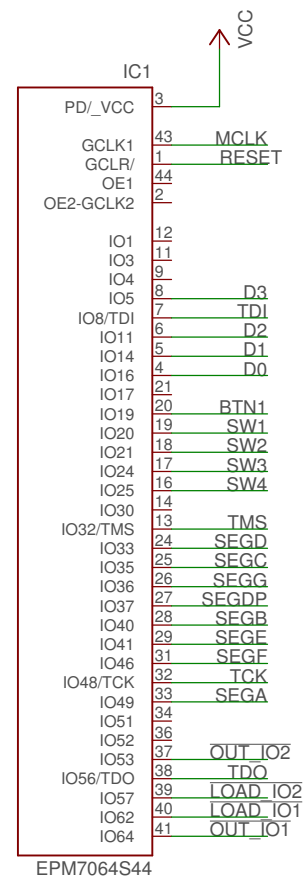 VCC
IC1
PD/_VCC 3
GCLK1 43 MCLK
GCLR/ 1 RESET
OE1 44
OE2-GCLK2 2
IO1 12
IO3 11
IO4 9
IO5 8 D3
IO8/TDI 7 TDI
IO11 6 D2
IO14 5 D1
IO16 4 D0
IO17 21
IO19 20 BTN1
IO20 19 SW1
IO21 18 SW2
IO24 17 SW3
IO25 16 SW4
IO30 14
IO32/TMS 13 TMS
IO33 24 SEGD
IO35 25 SEGC
IO36 26 SEGG
IO37 27 SEGDP
IO40 28 SEGB
IO41 29 SEGE
IO46 31 SEGF
IO48/TCK 32 TCK
IO49 33 SEGA
IO51 34
IO52 36
IO53 37 OUT_IO2
IO56/TDO 38 TDO
IO57 39 LOAD_IO2
IO62 40 LOAD_IO1
IO64 41 OUT_IO1
EPM7064S44